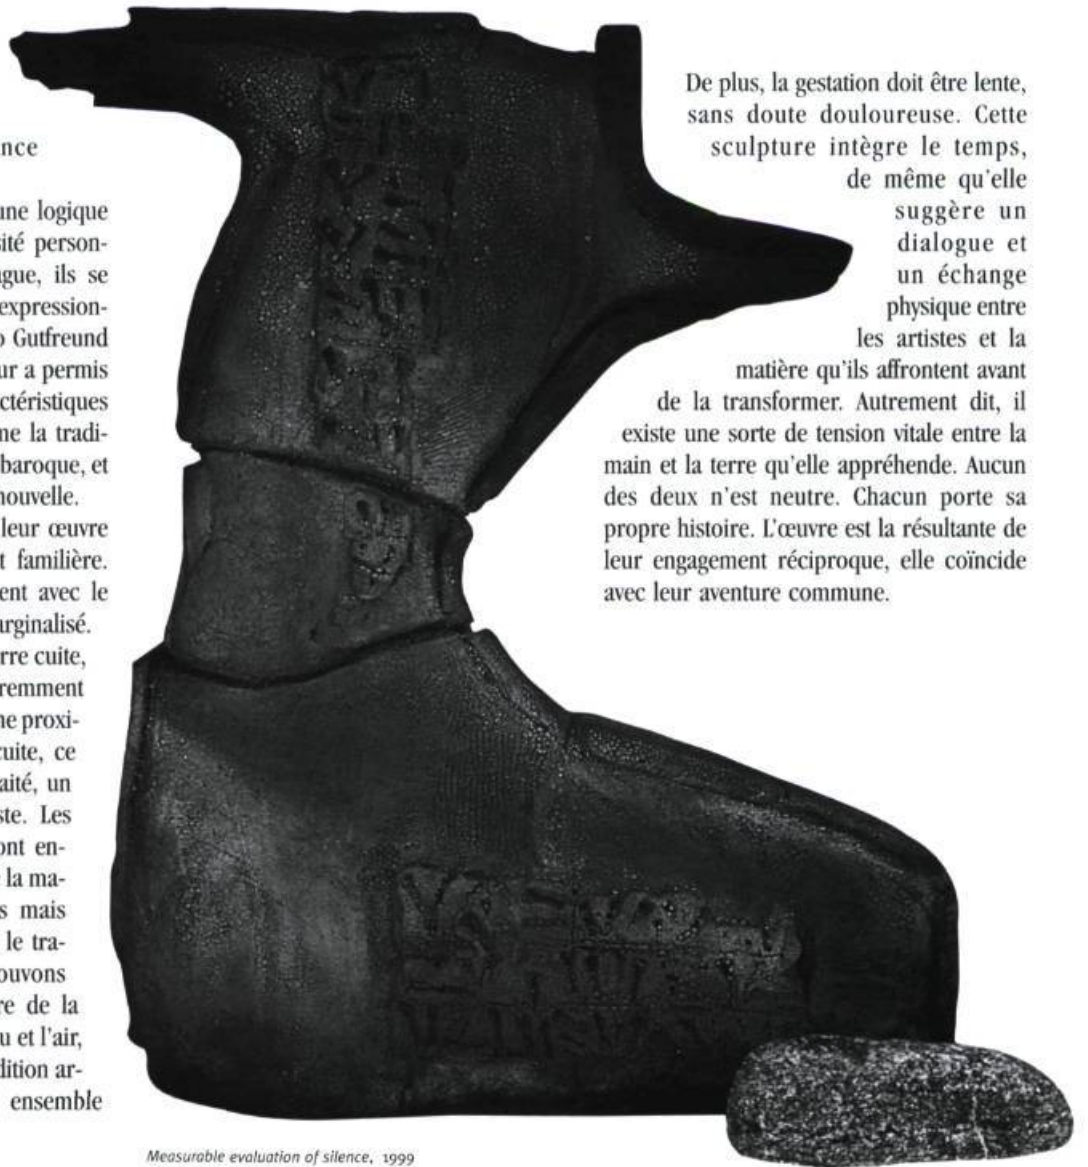 nce
une logique
sité person-
ague, ils se
expression-
o Gutfreund
ur a permis
ctéristiques
ne la tradi-
baroque, et
nouvelle.
leur œuvre
t familière.
ent avec le
arginalisé.
rre cuite,
remment
ne proxi-
cuite, ce
aité, un
ste. Les
ont en-
la ma-
s mais
le tra-
ouvons
re de la
u et l'air,
dition ar-
ensemble
De plus, la gestation doit être lente,
sans doute douloureuse. Cette
sculpture intègre le temps,
de même qu'elle
suggère un
dialogue et
un échange
physique entre
les artistes et la
matière qu'ils affrontent avant
de la transformer. Autrement dit, il
existe une sorte de tension vitale entre la
main et la terre qu'elle appréhende. Aucun
des deux n'est neutre. Chacun porte sa
propre histoire. L'œuvre est la résultante de
leur engagement réciproque, elle coïncide
avec leur aventure commune.
Measurable evaluation of silence, 1999